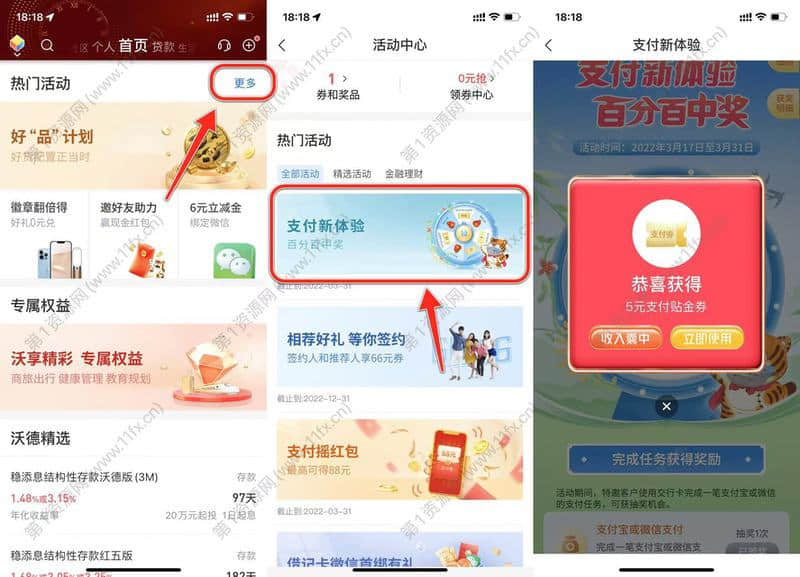 18:18
区 个人 首页 贷款 生
热门活动
更多
好“品”计划
好货配置正当时
徽章翻倍得
好礼0元兑
邀好友助力
赢现金红包
6元立减金
绑定微信
专属权益
沃享精彩 专属权益
商旅出行 健康管理 教育规划
沃德精选
稳添息结构性存款沃德版(3M)
存款
1.48%或3.15%
97天
年化收益率
20万元起投 1日起息
稳添息结构性存款红五版
存款
182天
18:18
活动中心
1
券和奖品
0元抢
领券中心
热门活动
全部活动 精选活动 金融理财
支付新体验
百分百中奖
截止到:2022-03-31
相荐好礼 等你签约
签约人和推荐人享66元券
截止到:2022-12-31
支付摇红包
最高可得88元
借记卡微信首绑有礼
18:18
支付新体验
支付新体验
百分百中奖
获奖
明细
活动时间：2022年3月17日至3月31日
支付券
恭喜获得
5元支付贴金券
收入囊中
立即使用
完成任务获得奖励
活动期间，特邀客户使用交行卡完成一笔支付宝或微信
的支付任务，可获抽奖机会。
支付宝或微信支付
抽奖1次
完成一笔支付宝或微信支
第1资源网 (www.11fx.cn)